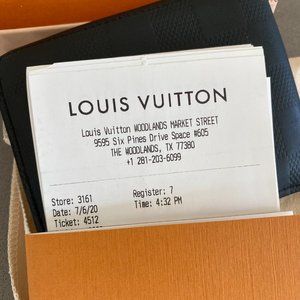 LOUIS VUITTON
Louis Vuitton WOODLANDS MARKET STREET
9595 Six Pines Drive Space #605
THE WOODLANDS, TX 77380
+1 281-203-6099
Store: 3161 Register: 7
Date: 7/6/20 Time: 4:32 PM
Ticket: 4512